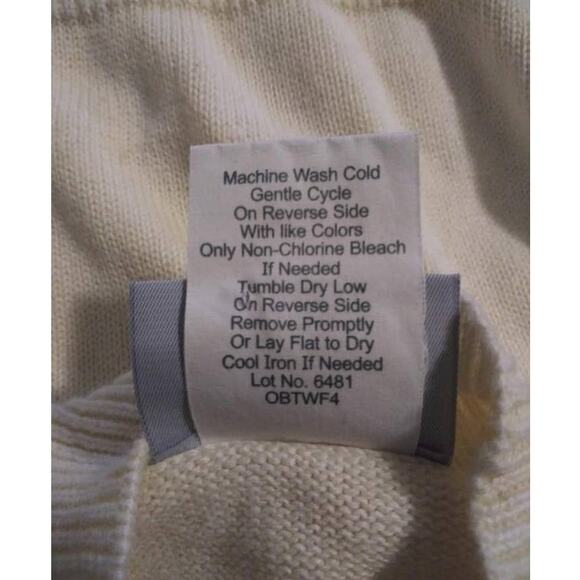 Machine Wash Cold
Gentle Cycle
On Reverse Side
With like Colors
Only Non-Chlorine Bleach
If Needed
Tumble Dry Low
On Reverse Side
Remove Promptly
Or Lay Flat to Dry
Cool Iron If Needed
Lot No. 6481
OBTWF4